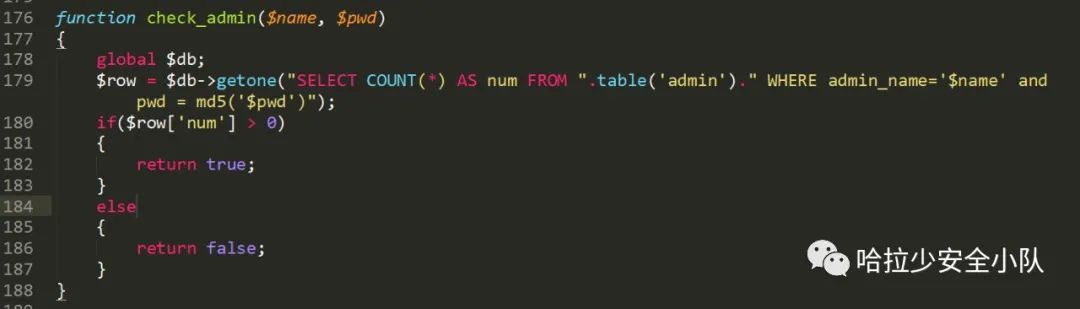 176 function check_admin($name, $pwd)
177 {
178 global $db;
179 $row = $db->getone("SELECT COUNT(*) AS num FROM ".table('admin')." WHERE admin_name='$name' and
pwd = md5('$pwd')");
180 if($row['num'] > 0)
181 {
182 return true;
183 }
184 else
185 {
186 return false;
187 }
188 }
哈拉少安全小队